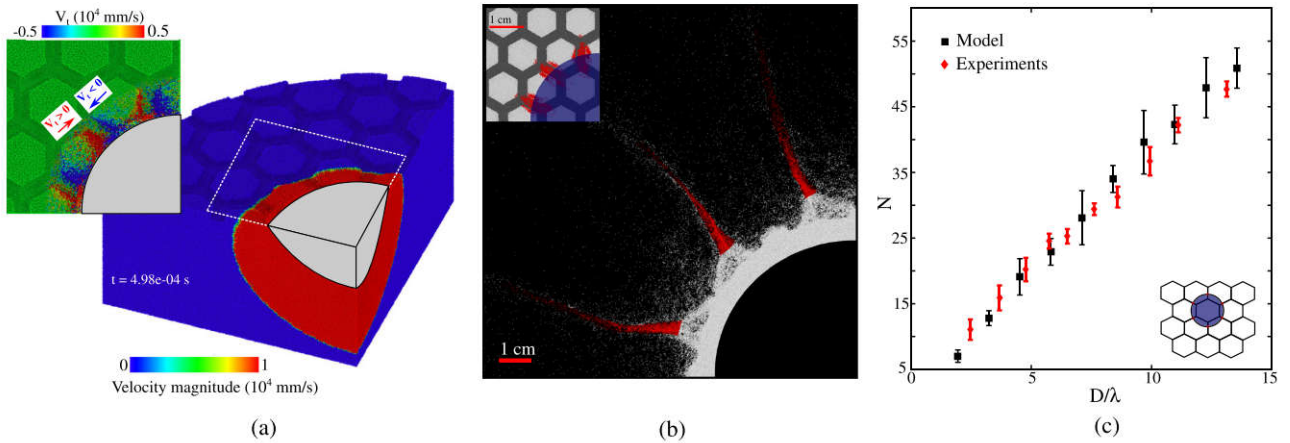 V_t (10^4 mm/s)
-0.5 0.5
V_t < 0
V_t > 0
t = 4.98e-04 s
0 1
Velocity magnitude (10^4 mm/s)
(a)
1 cm
1 cm
(b)
N
55
45
35
25
15
5
Model
Experiments
0 5 10 15
D/λ
(c)